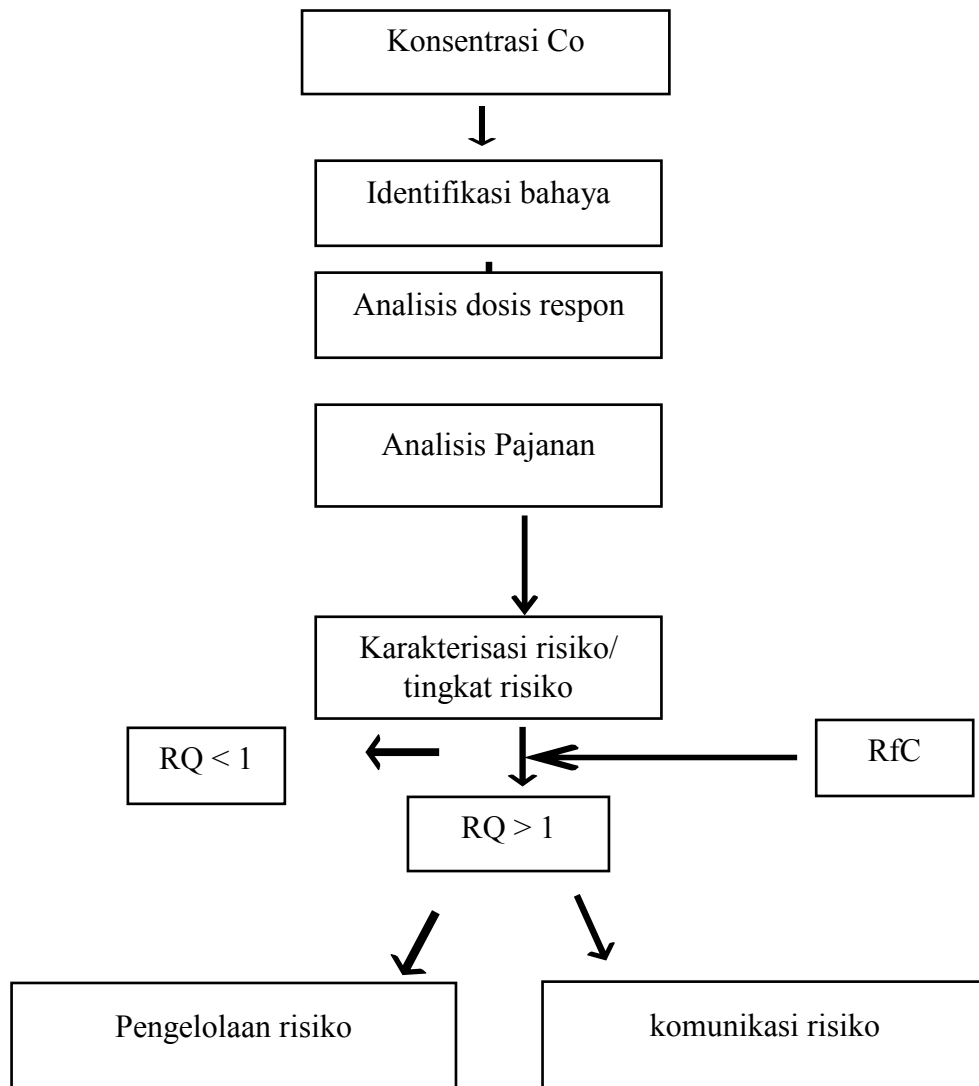 Konsentrasi Co
Identifikasi bahaya
Analisis dosis respon
Analisis Pajanan
Karakterisasi risiko/
tingkat risiko
RQ < 1
RfC
RQ > 1
Pengelolaan risiko
komunikasi risiko